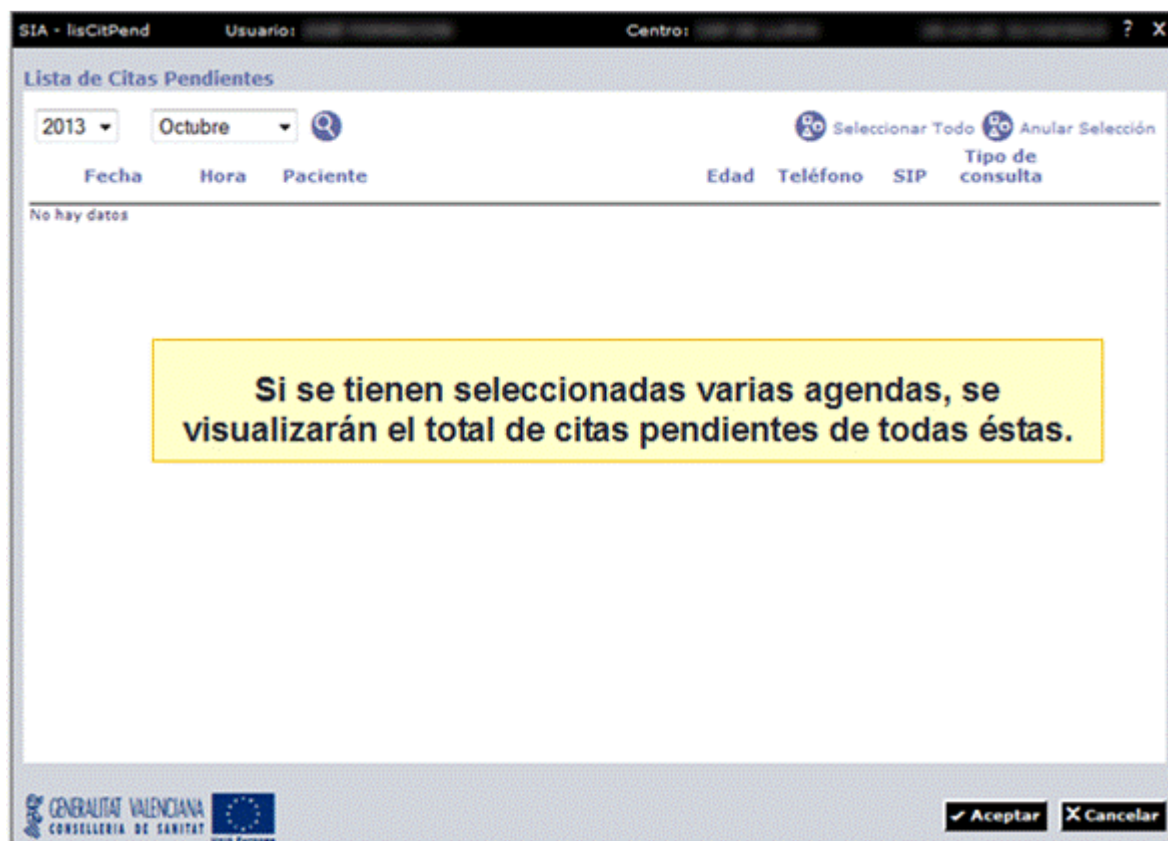 SIA - lisCitPend Usuario: Centro: ? X
Lista de Citas Pendientes
2013 Octubre Seleccionar Todo Anular Selección
Fecha Hora Paciente Edad Teléfono SIP Tipo de consulta
No hay datos
Si se tienen seleccionadas varias agendas, se
visualizarán el total de citas pendientes de todas éstas.
GENERALITAT VALENCIANA
CONSELLERIA DE SANITAT
Aceptar X Cancelar